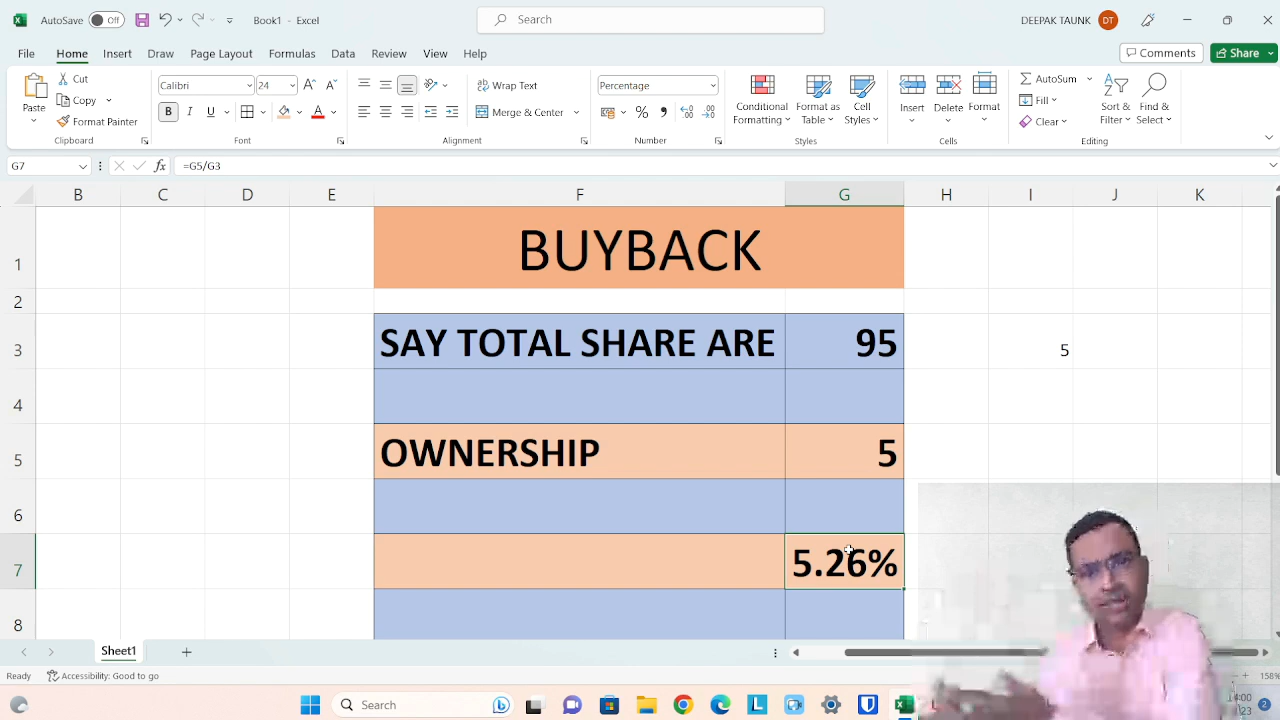 AutoSave Off Book1 - Excel Search DEEPAK TAUNK DT
File Home Insert Draw Page Layout Formulas Data Review View Help Comments Share
Paste Cut Copy Format Painter
Calibri 24
B I U
Wrap Text
Merge & Center
Percentage
Conditional Formatting Format as Table Cell Styles
Insert Delete Format
AutoSum Fill Clear
Sort & Filter Find & Select
Clipboard Font Alignment Number Styles Cells Editing
G7 fx =G5/G3
B C D E F G H I J K
1 BUYBACK
2
3 SAY TOTAL SHARE ARE 95 5
4
5 OWNERSHIP 5
6
7 5.26%
8
Sheet1
Ready Accessibility: Good to go 158%
Search 2